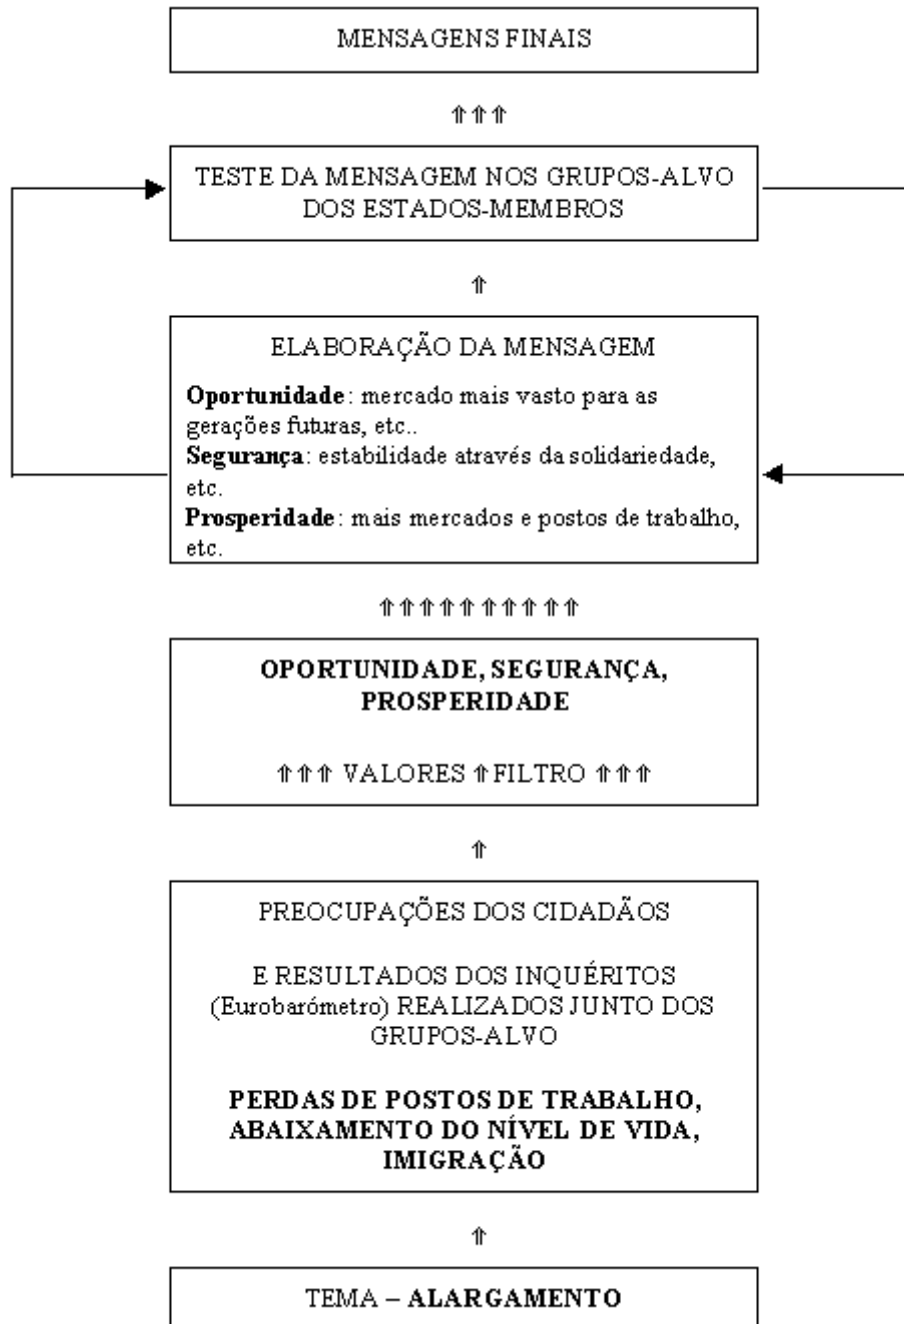 MENSAGENS FINAIS
⇑⇑⇑
TESTE DA MENSAGEM NOS GRUPOS-ALVO
DOS ESTADOS-MEMBROS
⇑
ELABORAÇÃO DA MENSAGEM
Oportunidade: mercado mais vasto para as
gerações futuras, etc..
Segurança: estabilidade através da solidariedade,
etc.
Prosperidade: mais mercados e postos de trabalho,
etc.
⇑⇑⇑⇑⇑⇑⇑⇑⇑⇑
OPORTUNIDADE, SEGURANÇA,
PROSPERIDADE
⇑⇑⇑ VALORES ⇑ FILTRO ⇑⇑⇑
⇑
PREOCUPAÇÕES DOS CIDADÃOS
E RESULTADOS DOS INQUÉRITOS
(Eurobarómetro) REALIZADOS JUNTO DOS
GRUPOS-ALVO
PERDAS DE POSTOS DE TRABALHO,
ABAIXAMENTO DO NÍVEL DE VIDA,
IMIGRAÇÃO
⇑
TEMA – ALARGAMENTO